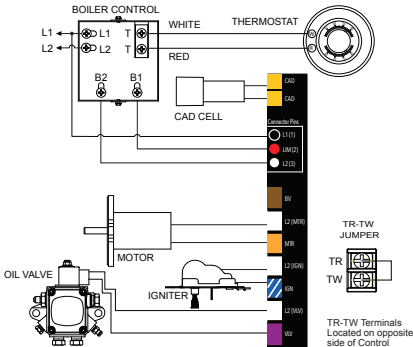 BOILER CONTROL
L1
L1
T
WHITE
THERMOSTAT
W
R
L2
L2
T
RED
B2
B1
CAD CELL
CAD
CAD
Connector Pins
L1 (1)
LIM (2)
L2 (3)
BV
L2 (MTR)
MTR
L2 (IGN)
IGN
L2 (VLV)
VLV
MOTOR
OIL VALVE
IGNITER
TR-TW
JUMPER
TR
TW
TR-TW Terminals
Located on opposite
side of Control